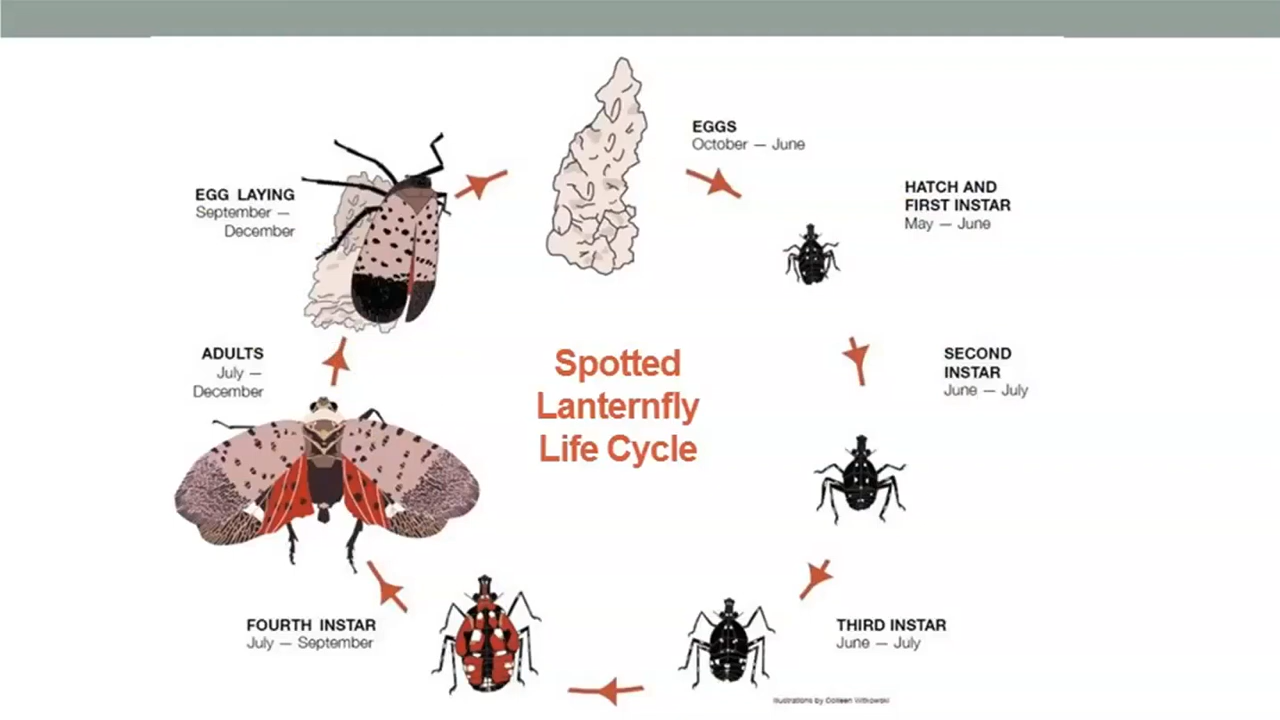 EGGS
October — June
HATCH AND
FIRST INSTAR
May — June
SECOND
INSTAR
June — July
THIRD INSTAR
June — July
FOURTH INSTAR
July — September
ADULTS
July —
December
EGG LAYING
September —
December
Spotted
Lanternfly
Life Cycle
Illustrations by Colleen Witkowski